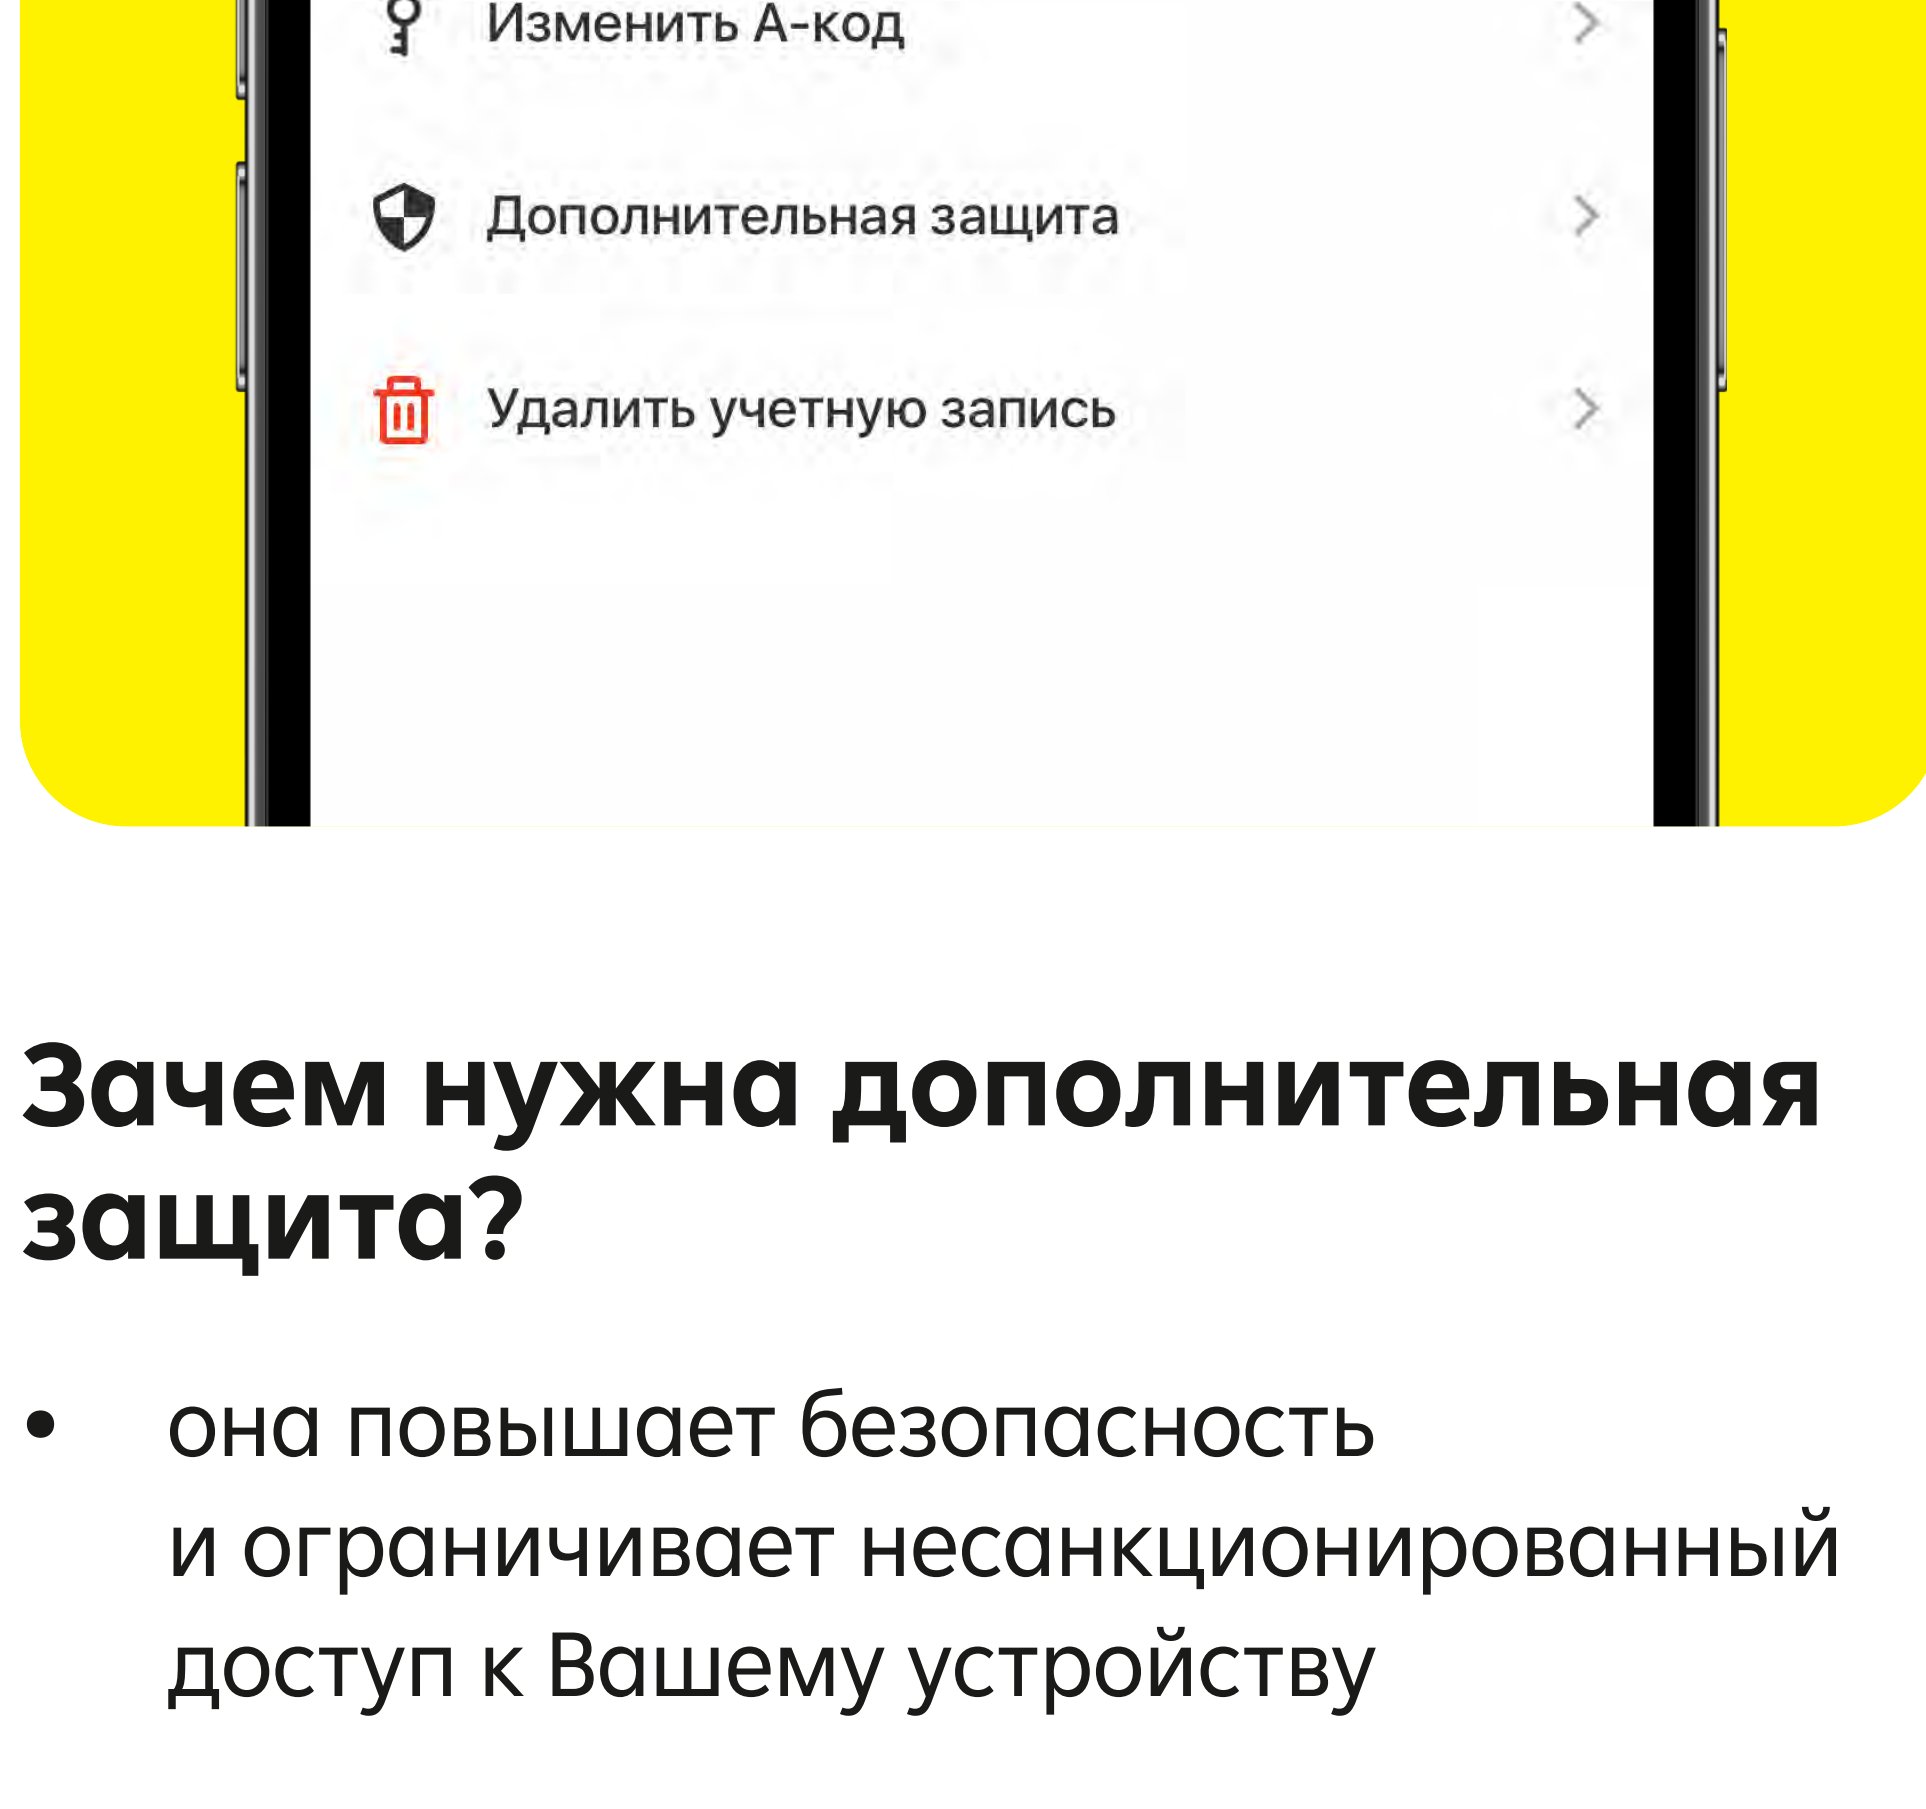 Изменить А-код
Дополнительная защита
Удалить учетную запись
Зачем нужна дополнительная
защита?
• она повышает безопасность
и ограничивает несанкционированный
доступ к Вашему устройству